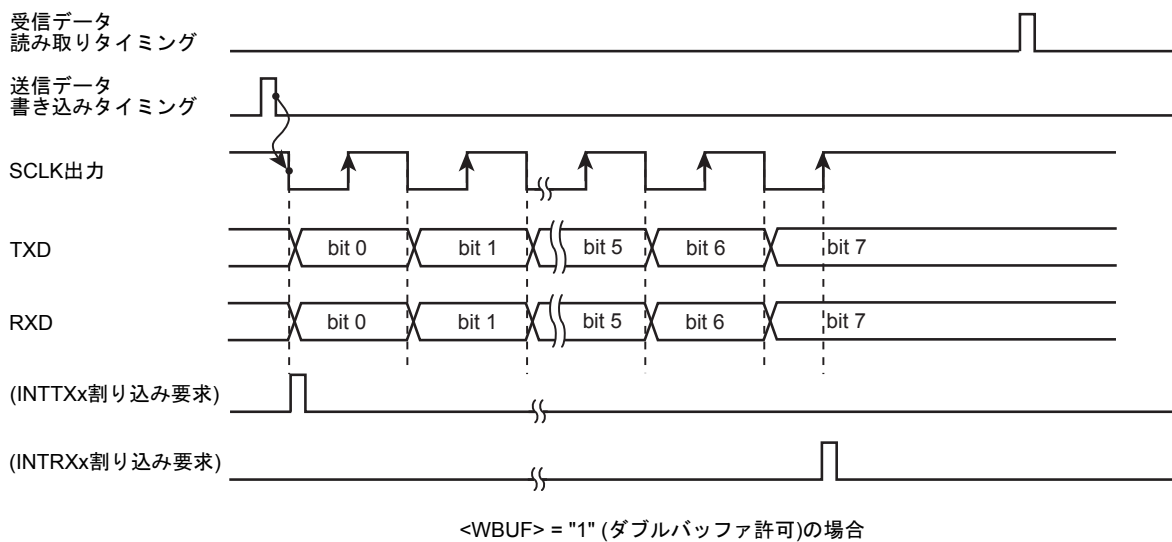 受信データ
読み取りタイミング
送信データ
書き込みタイミング
SCLK出力
TXD
bit 0 bit 1 bit 5 bit 6 bit 7
RXD
bit 0 bit 1 bit 5 bit 6 bit 7
(INTTXx割り込み要求)
(INTRXx割り込み要求)
<WBUF> = "1" (ダブルバッファ許可)の場合